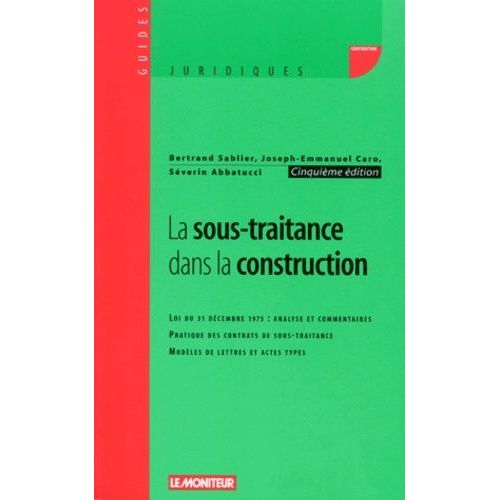 GUIDES
CONSTRUCTION
JURIDIQUES
Bertrand Sablier, Joseph-Emmanuel Caro,
Séverin Abbatucci Cinquième édition
La sous-traitance
dans la construction
LOI DU 31 DÉCEMBRE 1975 : ANALYSE ET COMMENTAIRES
PRATIQUE DES CONTRATS DE SOUS-TRAITANCE
MODÈLES DE LETTRES ET ACTES TYPES
LE MONITEUR